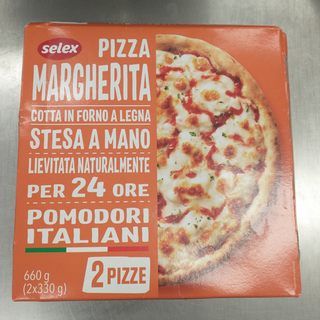 selex PIZZA
MARGHERITA
COTTA IN FORNO A LEGNA
STESA A MANO
LIEVITATA NATURALMENTE
PER 24 ORE
POMODORI
ITALIANI
660 g
(2x330 g)
2 PIZZE